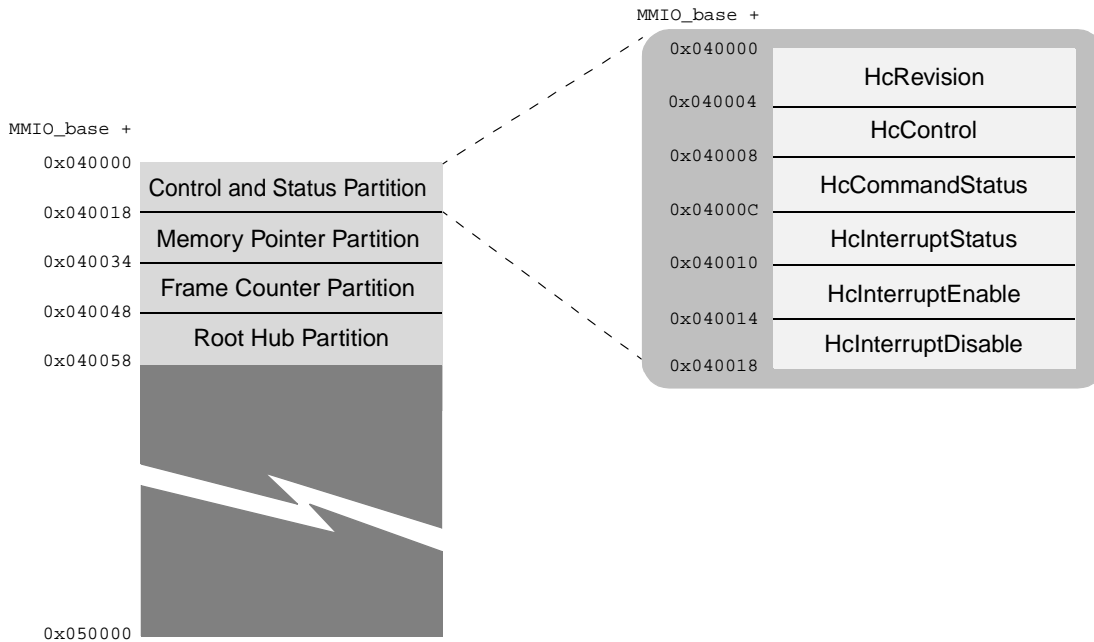 MMIO_base +
0x040000
Control and Status Partition
0x040018
Memory Pointer Partition
0x040034
Frame Counter Partition
0x040048
Root Hub Partition
0x040058
0x050000
MMIO_base +
0x040000
HcRevision
0x040004
HcControl
0x040008
HcCommandStatus
0x04000C
HcInterruptStatus
0x040010
HcInterruptEnable
0x040014
HcInterruptDisable
0x040018